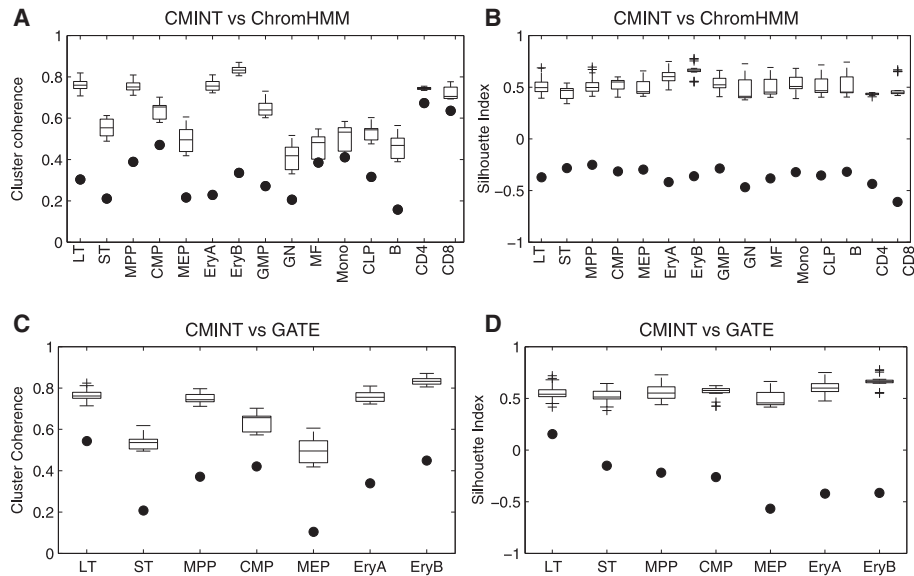 A
CMINT vs ChromHMM
Cluster coherence
1
0.8
0.6
0.4
0.2
0
LT
ST
MPP
CMP
MEP
EryA
EryB
GMP
GN
MF
Mono
CLP
B
CD4
CD8
B
CMINT vs ChromHMM
Silhouette Index
1
0.5
0
−0.5
−1
LT
ST
MPP
CMP
MEP
EryA
EryB
GMP
GN
MF
Mono
CLP
B
CD4
CD8
C
CMINT vs GATE
Cluster Coherence
1
0.8
0.6
0.4
0.2
0
LT ST MPP CMP MEP EryA EryB
D
CMINT vs GATE
Silhouette Index
1
0.5
0
−0.5
−1
LT ST MPP CMP MEP EryA EryB